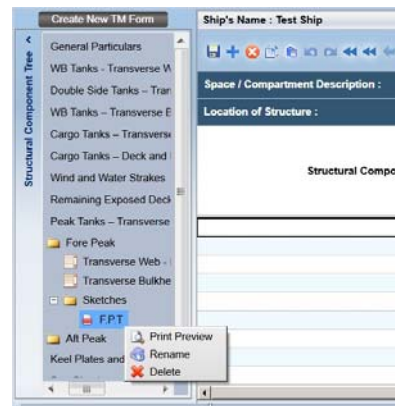 Create New TM Form
Structural Component Tree
General Particulars
WB Tanks - Transverse W
Double Side Tanks – Tran
WB Tanks – Transverse E
Cargo Tanks – Transverse
Cargo Tanks – Deck and
Wind and Water Strakes
Remaining Exposed Deck
Peak Tanks – Transverse
Fore Peak
Transverse Web -
Transverse Bulkhe
Sketches
F.P.T
Aft Peak
Keel Plates and
Print Preview
Rename
Delete
Ship's Name : Test Ship
Space / Compartment Description :
Location of Structure :
Structural Compo